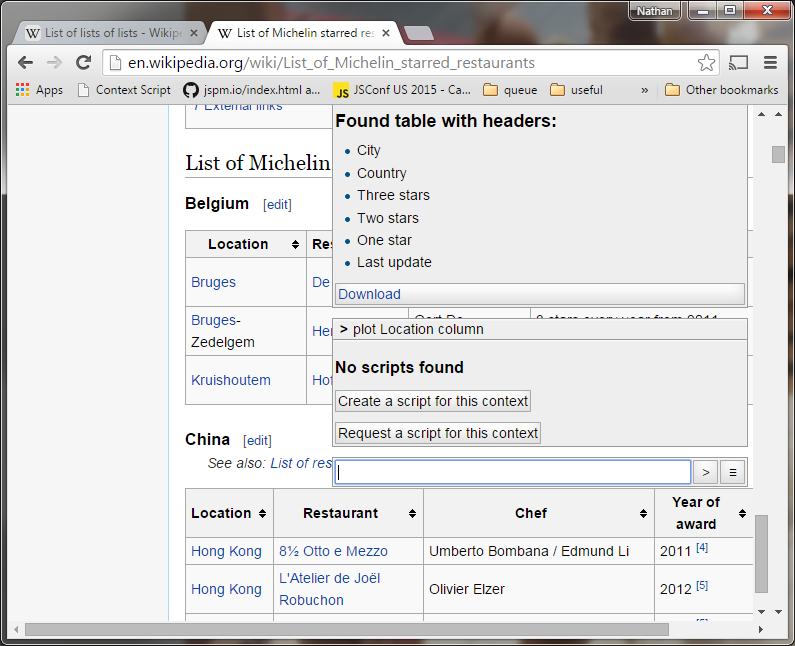 Nathan
List of lists of lists - Wikip
List of Michelin starred res
en.wikipedia.org/wiki/List_of_Michelin_starred_restaurants
Apps Context Script jspm.io/index.html a... JS JSConf US 2015 - Ca... queue useful » Other bookmarks
7 External links
Found table with headers:
City
Country
Three stars
Two stars
One star
Last update
Download
> plot Location column
No scripts found
Create a script for this context
Request a script for this context
> ≡
List of Michelin
Belgium [edit]
Location Res
Bruges De
Bruges-
Zedelgem Her
Kruishoutem Hof
China [edit]
See also: List of res
Location Restaurant Chef Year of
award
Hong Kong 8½ Otto e Mezzo Umberto Bombana / Edmund Li 2011 [4]
Hong Kong L'Atelier de Joël
Robuchon Olivier Elzer 2012 [5]